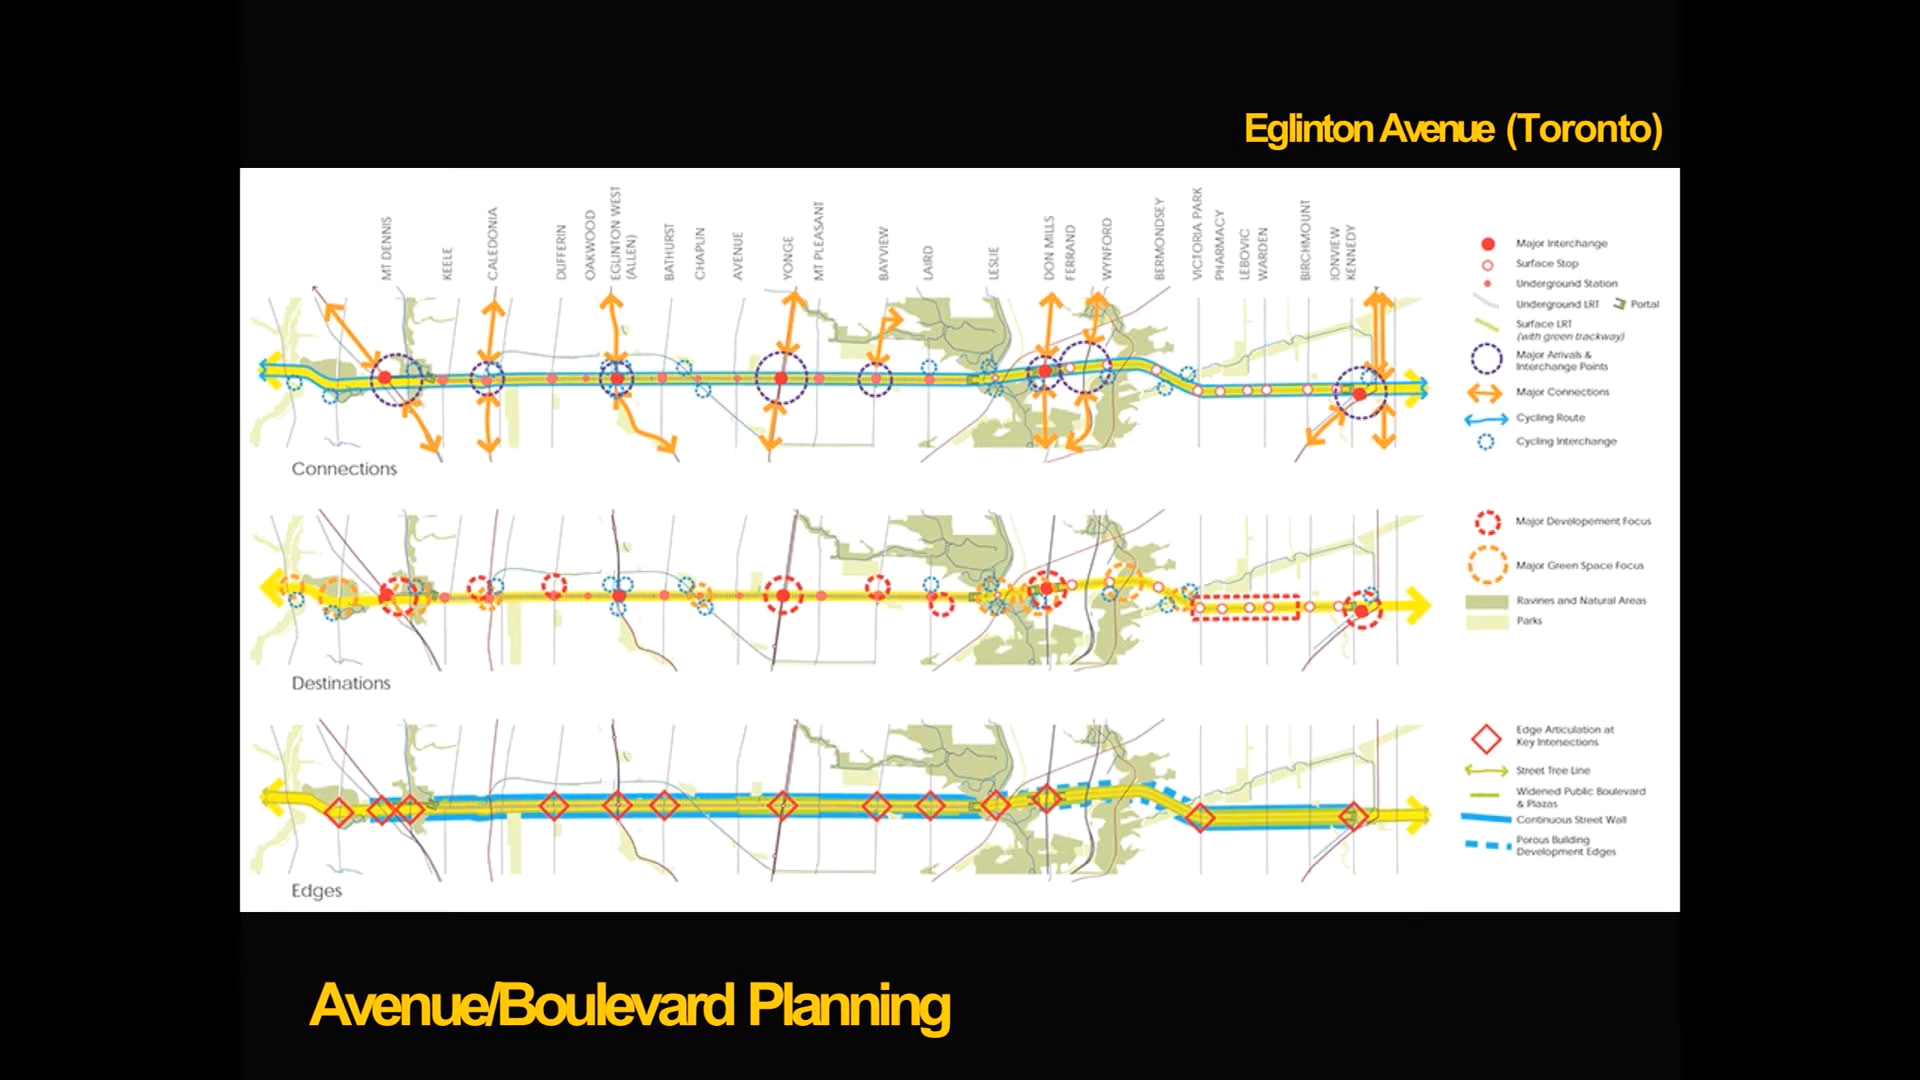 Eglinton Avenue (Toronto)
MT DENNIS
KEELE
CALEDONIA
DUFFERIN
OAKWOOD
EGLINTON WEST
(ALLEN)
BATHURST
CHAPLIN
AVENUE
YONGE
MT PLEASANT
BAYVIEW
LAIRD
LESLIE
DON MILLS
FERRAND
WYNFORD
BERMONDSEY
VICTORIA PARK
PHARMACY
LEBOVIC
WARDEN
BIRCHMOUNT
IONVIEW
KENNEDY
Major Interchange
Surface Stop
Underground Station
Underground LRT
Portal
Surface LRT
(with green trackway)
Major Arrivals &
Interchange Points
Major Connections
Cycling Route
Cycling Interchange
Connections
Major Developement Focus
Major Green Space Focus
Ravines and Natural Areas
Parks
Destinations
Edge Articulation at
Key Intersections
Street Tree Line
Widened Public Boulevard
& Plazas
Continuous Street Wall
Porous Building
Development Edges
Edges
Avenue/Boulevard Planning